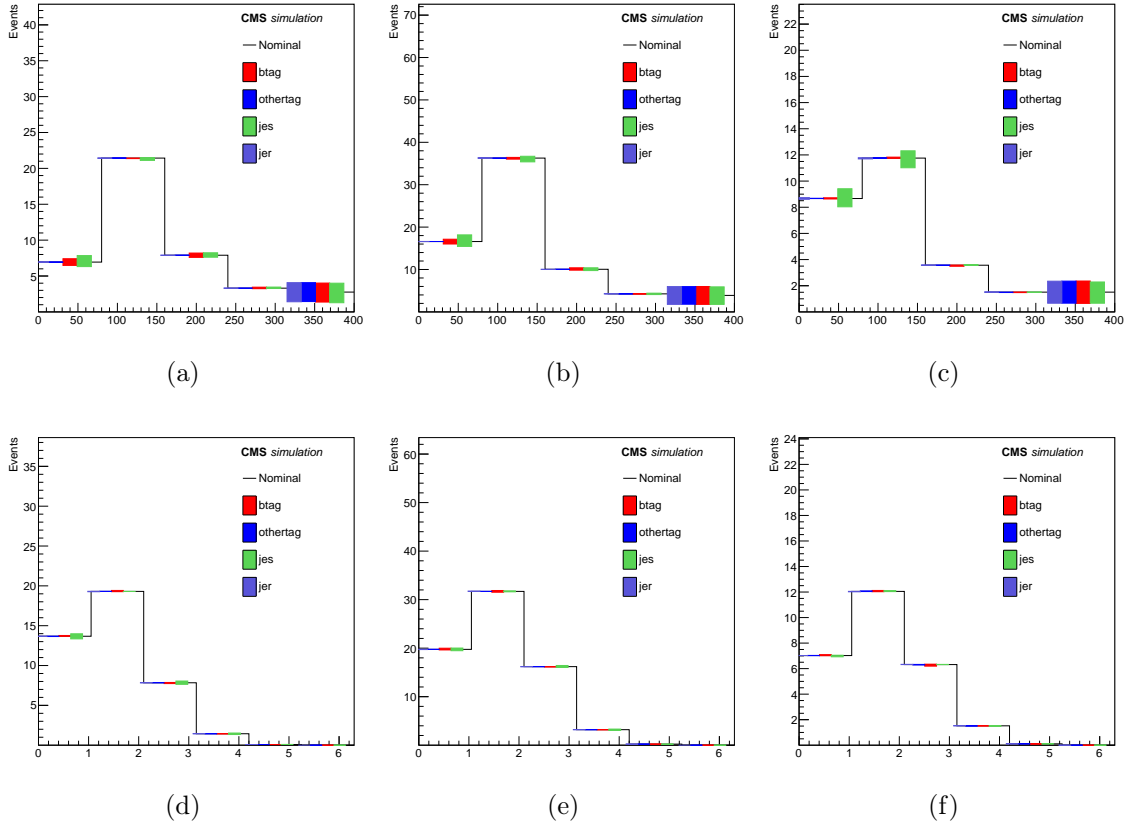 Events
CMS simulation
Nominal
btag
othertag
jes
jer
40
35
30
25
20
15
10
5
0 50 100 150 200 250 300 350 400
(a)
Events
CMS simulation
Nominal
btag
othertag
jes
jer
70
60
50
40
30
20
10
0 50 100 150 200 250 300 350 400
(b)
Events
CMS simulation
Nominal
btag
othertag
jes
jer
22
20
18
16
14
12
10
8
6
4
2
0 50 100 150 200 250 300 350 400
(c)
Events
CMS simulation
Nominal
btag
othertag
jes
jer
35
30
25
20
15
10
5
0 1 2 3 4 5 6
(d)
Events
CMS simulation
Nominal
btag
othertag
jes
jer
60
50
40
30
20
10
0 1 2 3 4 5 6
(e)
Events
CMS simulation
Nominal
btag
othertag
jes
jer
24
22
20
18
16
14
12
10
8
6
4
2
0 1 2 3 4 5 6
(f)